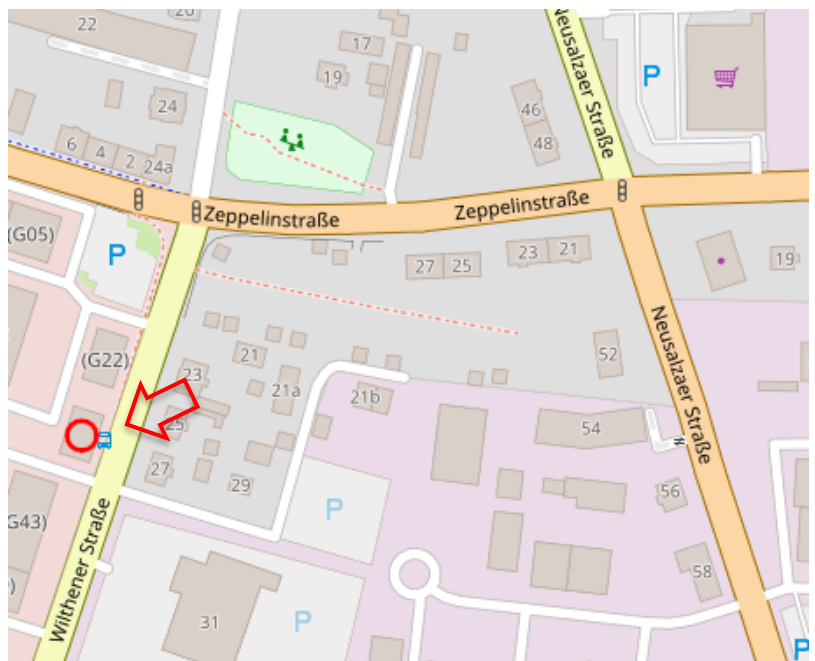 20
22
17
19
24
6
4
2
24a
Neusalzaer Straße
P
46
48
Zeppelinstraße
Zeppelinstraße
(G05)
P
27
25
23
21
19
(G22)
23
21
21a
21b
52
Neusalzaer Straße
25
54
27
29
P
56
G43)
Wilthener Straße
58
31
P
P